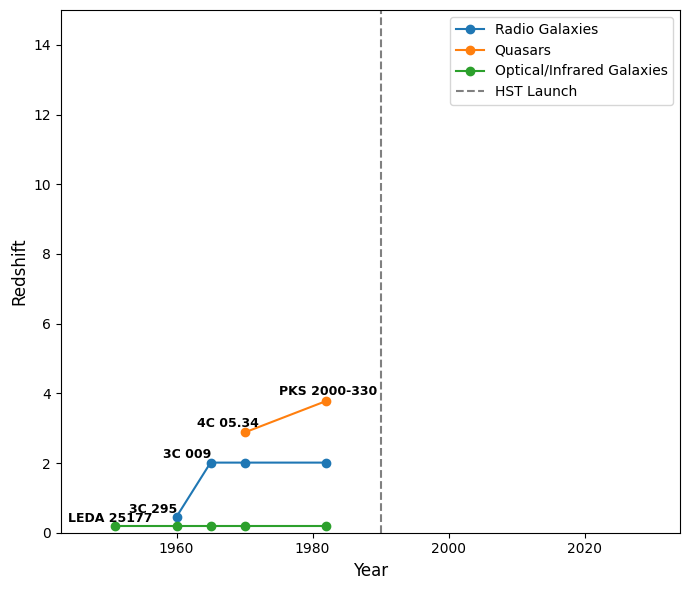 Radio Galaxies
Quasars
Optical/Infrared Galaxies
HST Launch
14
12
10
8
6
4
2
0
Redshift
PKS 2000-330
4C 05.34
3C 009
3C 295
LEDA 25177
1960
1980
2000
2020
Year